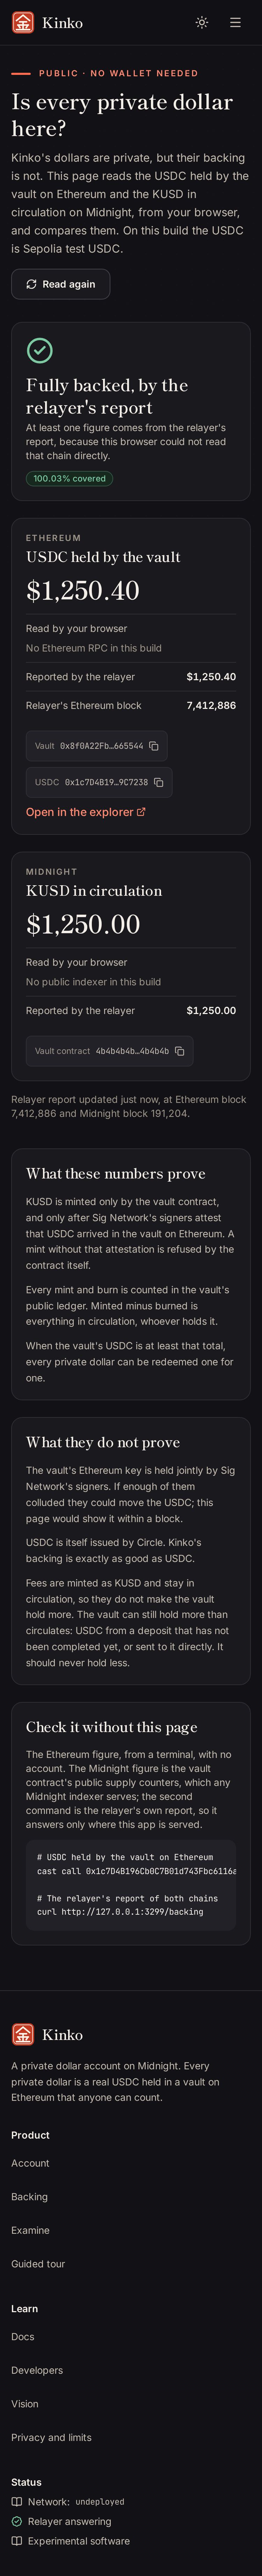 金
Kinko
PUBLIC · NO WALLET NEEDED
Is every private dollar
here?
Kinko's dollars are private, but their backing
is not. This page reads the USDC held by the
vault on Ethereum and the KUSD in
circulation on Midnight, from your browser,
and compares them. On this build the USDC
is Sepolia test USDC.
Read again
Fully backed, by the
relayer's report
At least one figure comes from the relayer's
report, because this browser could not read
that chain directly.
100.03% covered
ETHEREUM
USDC held by the vault
$1,250.40
Read by your browser
No Ethereum RPC in this build
Reported by the relayer $1,250.40
Relayer's Ethereum block 7,412,886
Vault 0x8f0A22Fb…665544
USDC 0x1c7D4B19…9C7238
Open in the explorer
MIDNIGHT
KUSD in circulation
$1,250.00
Read by your browser
No public indexer in this build
Reported by the relayer $1,250.00
Vault contract 4b4b4b4b…4b4b4b
Relayer report updated just now, at Ethereum block
7,412,886 and Midnight block 191,204.
What these numbers prove
KUSD is minted only by the vault contract,
and only after Sig Network's signers attest
that USDC arrived in the vault on Ethereum. A
mint without that attestation is refused by the
contract itself.
Every mint and burn is counted in the vault's
public ledger. Minted minus burned is
everything in circulation, whoever holds it.
When the vault's USDC is at least that total,
every private dollar can be redeemed one for
one.
What they do not prove
The vault's Ethereum key is held jointly by Sig
Network's signers. If enough of them
colluded they could move the USDC; this
page would show it within a block.
USDC is itself issued by Circle. Kinko's
backing is exactly as good as USDC.
Fees are minted as KUSD and stay in
circulation, so they do not make the vault
hold more. The vault can still hold more than
circulates: USDC from a deposit that has not
been completed yet, or sent to it directly. It
should never hold less.
Check it without this page
The Ethereum figure, from a terminal, with no
account. The Midnight figure is the vault
contract's public supply counters, which any
Midnight indexer serves; the second
command is the relayer's own report, so it
answers only where this app is served.
# USDC held by the vault on Ethereum
cast call 0x1c7D4B196Cb0C7B01d743Fbc6116a
# The relayer's report of both chains
curl http://127.0.0.1:3299/backing
金
Kinko
A private dollar account on Midnight. Every
private dollar is a real USDC held in a vault on
Ethereum that anyone can count.
Product
Account
Backing
Examine
Guided tour
Learn
Docs
Developers
Vision
Privacy and limits
Status
Network: undeployed
Relayer answering
Experimental software